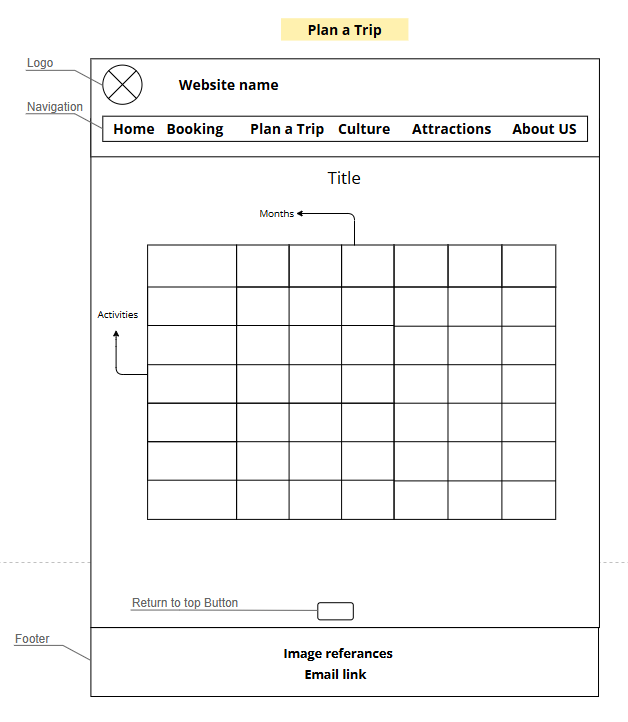 Plan a Trip
Logo
Website name
Navigation
Home Booking Plan a Trip Culture Attractions About US
Title
Months
Activities
Return to top Button
Footer
Image referances
Email link